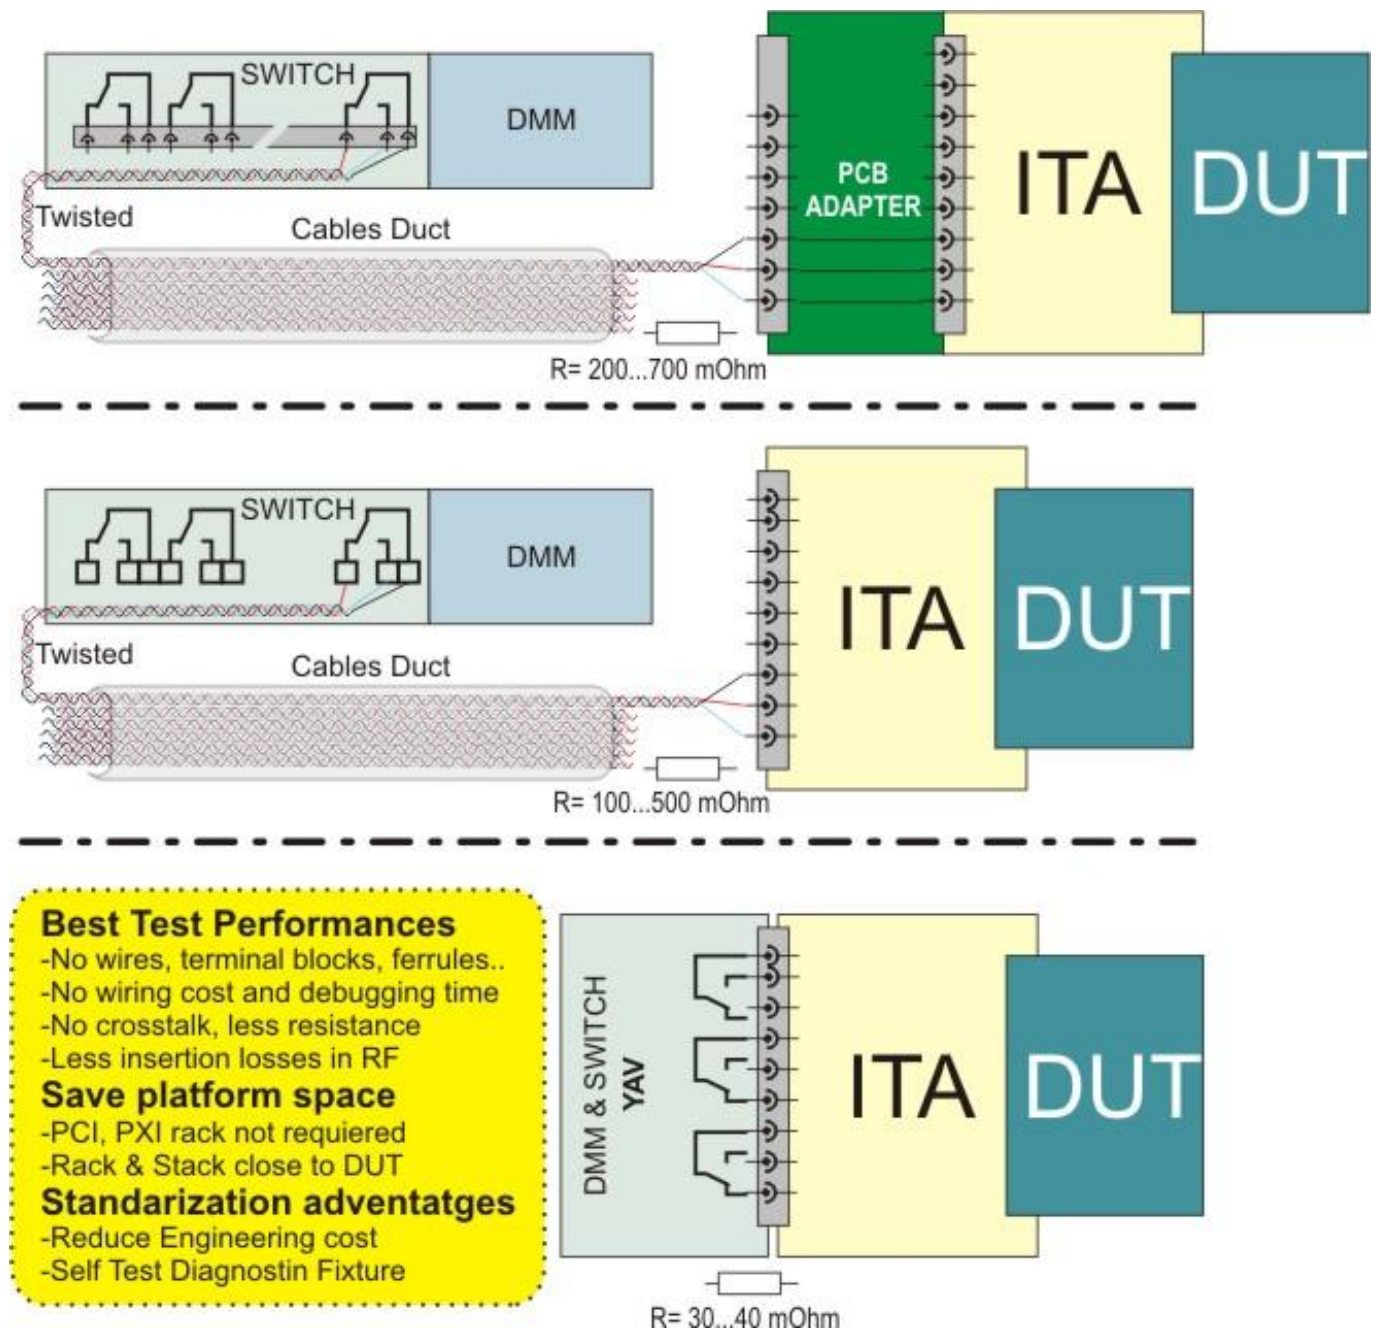 SWITCH
DMM
Twisted
Cables Duct
PCB
ADAPTER
ITA
DUT
R= 200...700 mOhm
SWITCH
DMM
Twisted
Cables Duct
ITA
DUT
R= 100...500 mOhm
Best Test Performances
-No wires, terminal blocks, ferrules..
-No wiring cost and debugging time
-No crosstalk, less resistance
-Less insertion losses in RF
Save platform space
-PCI, PXI rack not requiered
-Rack & Stack close to DUT
Standarization adventatges
-Reduce Engineering cost
-Self Test Diagnostin Fixture
DMM & SWITCH
YAV
ITA
DUT
R= 30...40 mOhm